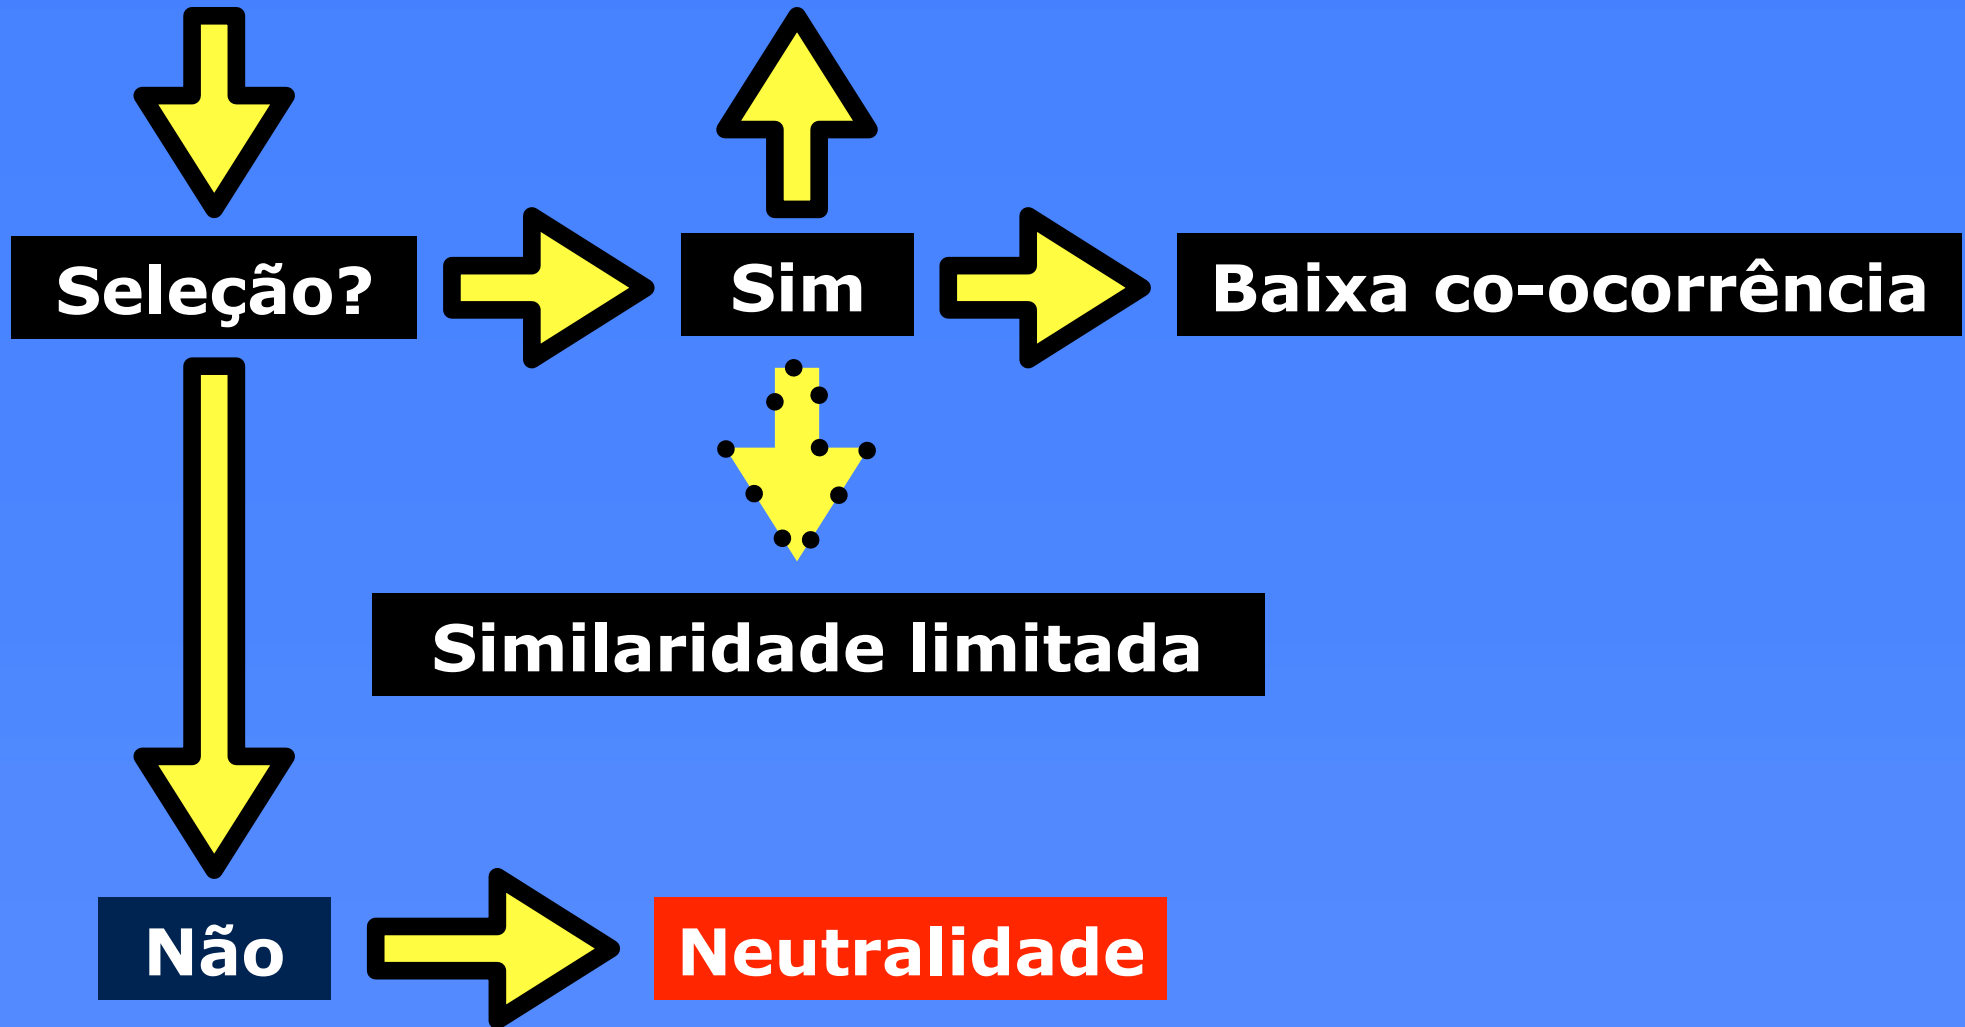 Seleção?
Sim
Baixa co-ocorrência
Similaridade limitada
Não
Neutralidade